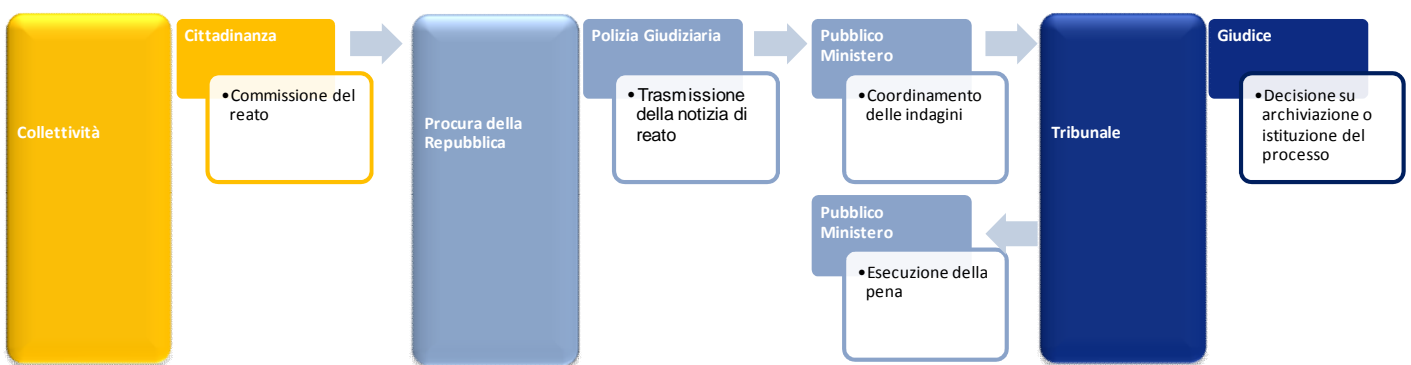 Collettività
Cittadinanza
•Commissione del
reato
Procura della
Repubblica
Polizia Giudiziaria
•Trasmissione
della notizia di
reato
Pubblico
Ministero
•Coordinamento
delle indagini
Pubblico
Ministero
•Esecuzione della
pena
Tribunale
Giudice
•Decisione su
archiviazione o
istituzione del
processo